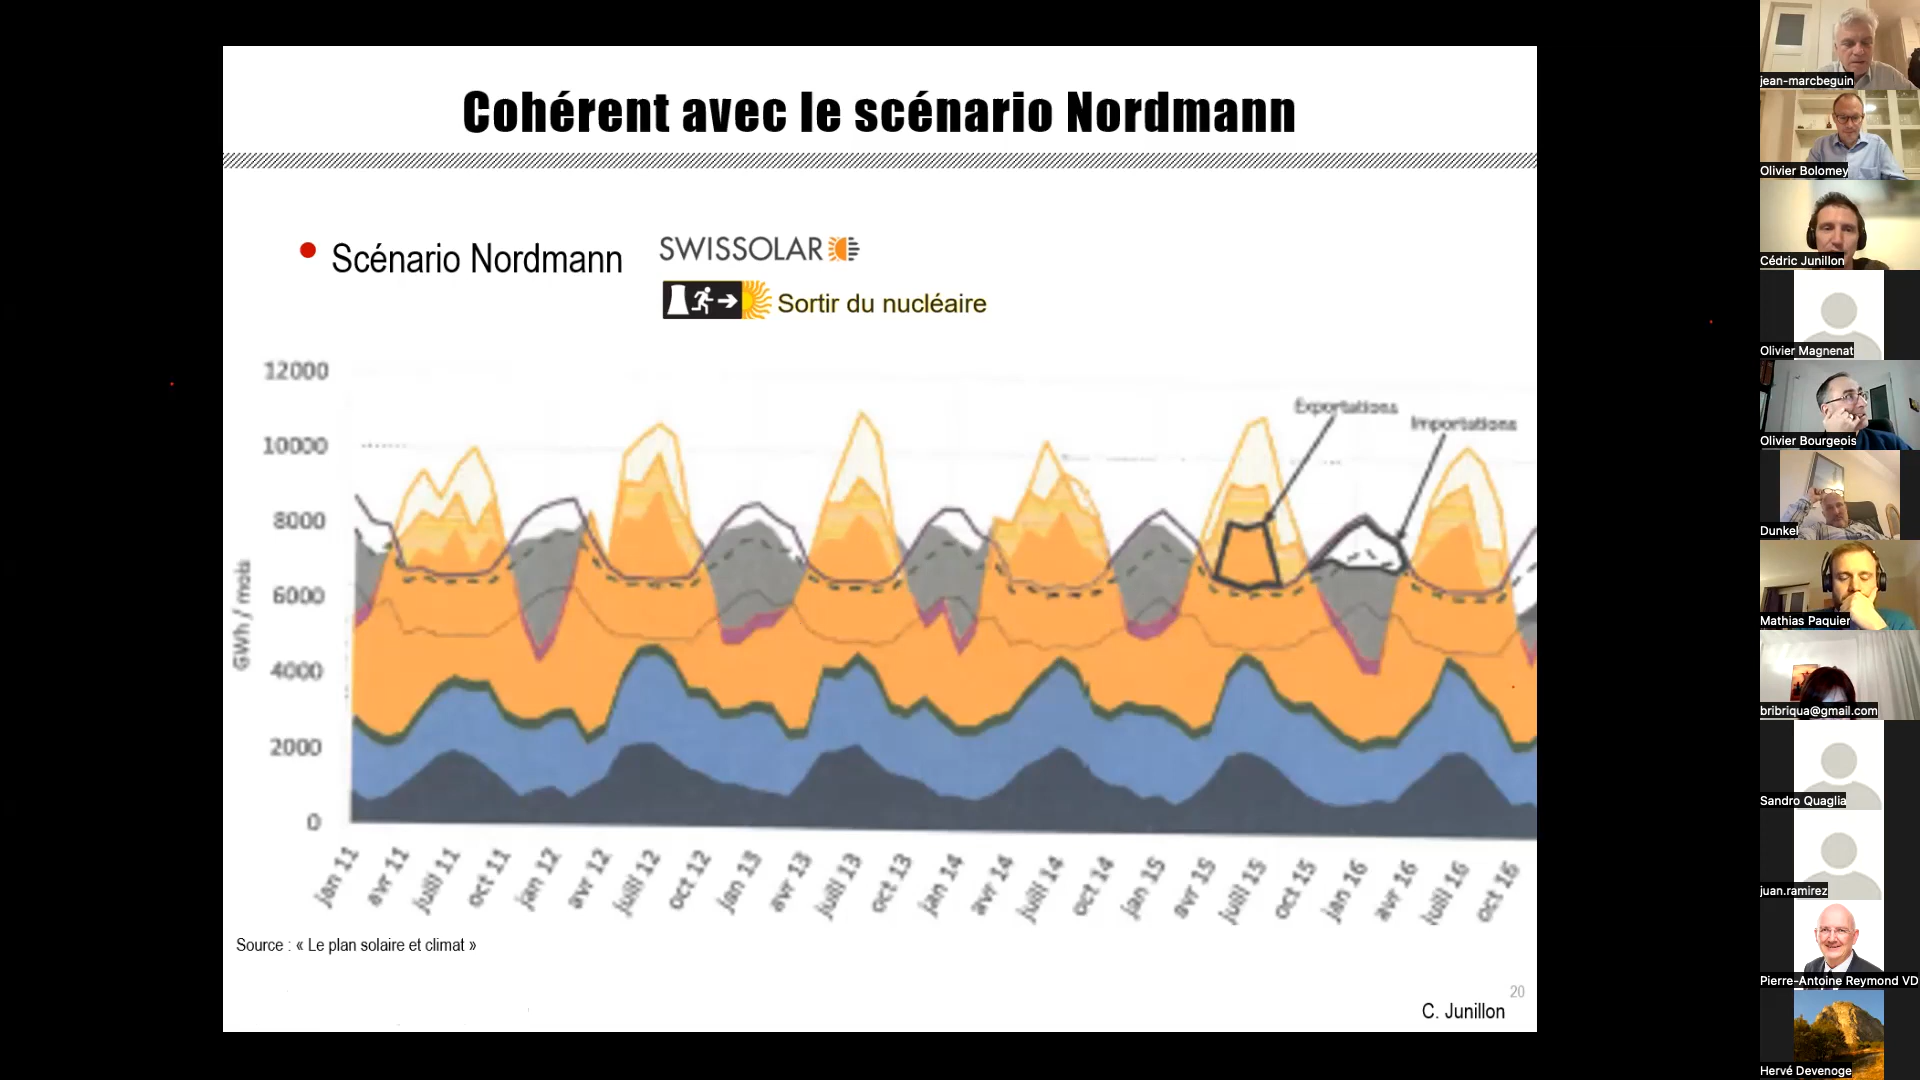 Cohérent avec le scénario Nordmann
Scénario Nordmann
SWISSOLAR
Sortir du nucléaire
12000
10000
8000
6000
4000
2000
0
GWh / mois
Exportations
Importations
jan 11
avr 11
juill 11
oct 11
jan 12
avr 12
juill 12
oct 12
jan 13
avr 13
juill 13
oct 13
jan 14
avr 14
juill 14
oct 14
jan 15
avr 15
juill 15
oct 15
jan 16
avr 16
juill 16
oct 16
Source : « Le plan solaire et climat »
20
C. Junillon
jean-marcbeguin
Olivier Bolomey
Cédric Junillon
Olivier Magnenat
Olivier Bourgeois
Dunkel
Mathias Paquier
bribriqua@gmail.com
Sandro Quaglia
juan.ramirez
Pierre-Antoine Reymond VD
Hervé Devenoge